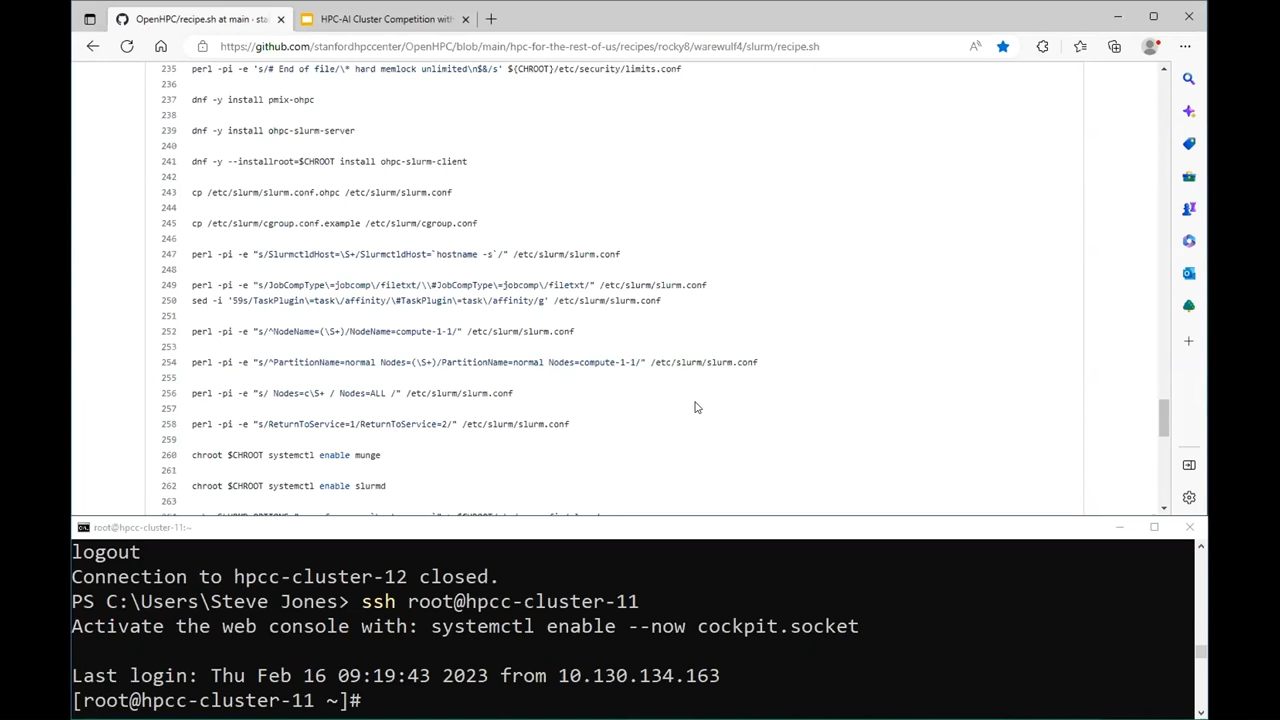 OpenHPC/recipe.sh at main · sta
HPC-AI Cluster Competition with
https://github.com/stanfordhpccenter/OpenHPC/blob/main/hpc-for-the-rest-of-us/recipes/rocky8/warewulf4/slurm/recipe.sh
235 perl -pi -e 's/# End of file/\* hard memlock unlimited\n$&/s' ${CHROOT}/etc/security/limits.conf
236
237 dnf -y install pmix-ohpc
238
239 dnf -y install ohpc-slurm-server
240
241 dnf -y --installroot=$CHROOT install ohpc-slurm-client
242
243 cp /etc/slurm/slurm.conf.ohpc /etc/slurm/slurm.conf
244
245 cp /etc/slurm/cgroup.conf.example /etc/slurm/cgroup.conf
246
247 perl -pi -e "s/SlurmctldHost=\S+/SlurmctldHost=`hostname -s`/" /etc/slurm/slurm.conf
248
249 perl -pi -e "s/JobCompType\=jobcomp\/filetxt/\\#JobCompType\=jobcomp\/filetxt/" /etc/slurm/slurm.conf
250 sed -i '59s/TaskPlugin\=task\/affinity/\#TaskPlugin\=task\/affinity/g' /etc/slurm/slurm.conf
251
252 perl -pi -e "s/^NodeName=(\S+)/NodeName=compute-1-1/" /etc/slurm/slurm.conf
253
254 perl -pi -e "s/^PartitionName=normal Nodes=(\S+)/PartitionName=normal Nodes=compute-1-1/" /etc/slurm/slurm.conf
255
256 perl -pi -e "s/ Nodes=c\S+ / Nodes=ALL /" /etc/slurm/slurm.conf
257
258 perl -pi -e "s/ReturnToService=1/ReturnToService=2/" /etc/slurm/slurm.conf
259
260 chroot $CHROOT systemctl enable munge
261
262 chroot $CHROOT systemctl enable slurmd
263
root@hpcc-cluster-11:~
logout
Connection to hpcc-cluster-12 closed.
PS C:\Users\Steve Jones> ssh root@hpcc-cluster-11
Activate the web console with: systemctl enable --now cockpit.socket
Last login: Thu Feb 16 09:19:43 2023 from 10.130.134.163
[root@hpcc-cluster-11 ~]#